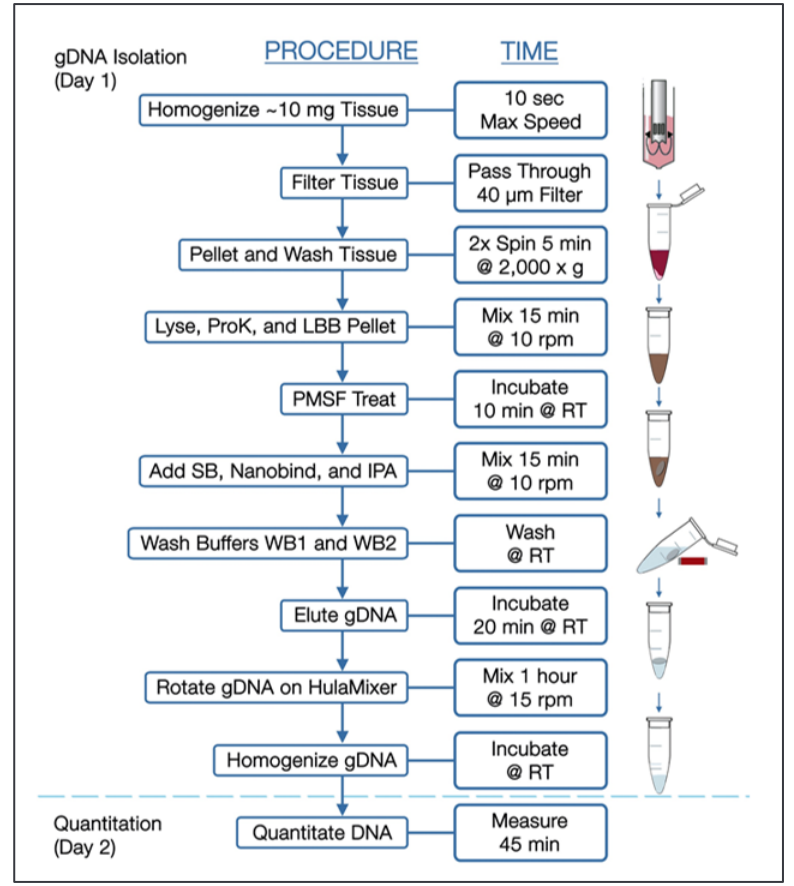 gDNA Isolation
(Day 1)
PROCEDURE
TIME
Homogenize ~10 mg Tissue
10 sec
Max Speed
Filter Tissue
Pass Through
40 µm Filter
Pellet and Wash Tissue
2x Spin 5 min
@ 2,000 x g
Lyse, ProK, and LBB Pellet
Mix 15 min
@ 10 rpm
PMSF Treat
Incubate
10 min @ RT
Add SB, Nanobind, and IPA
Mix 15 min
@ 10 rpm
Wash Buffers WB1 and WB2
Wash
@ RT
Elute gDNA
Incubate
20 min @ RT
Rotate gDNA on HulaMixer
Mix 1 hour
@ 15 rpm
Homogenize gDNA
Incubate
@ RT
Quantitation
(Day 2)
Quantitate DNA
Measure
45 min